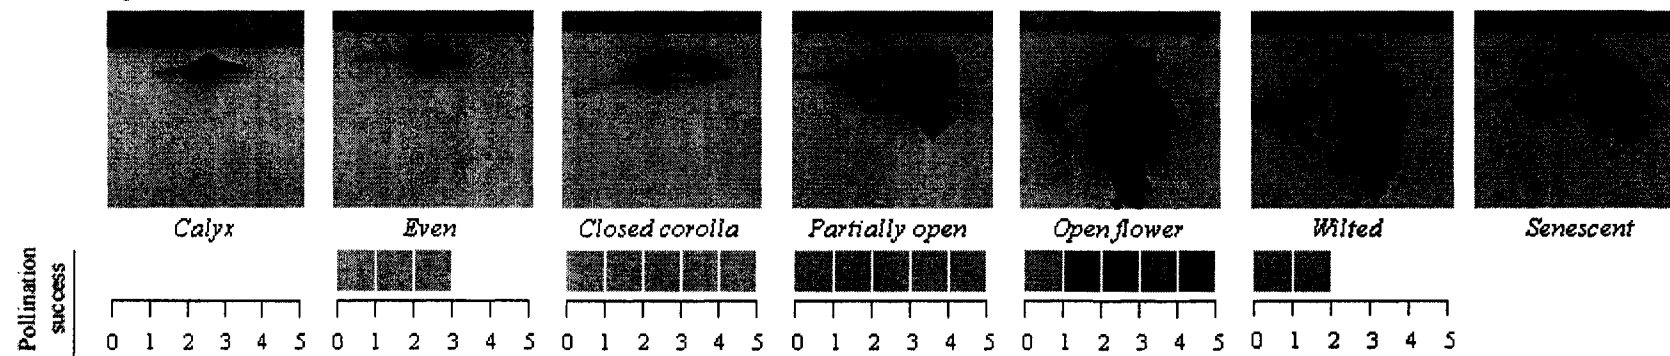 Calyx Even Closed corolla Partially open Open flower Wilted Senescent
Pollination
success
0 1 2 3 4 5 0 1 2 3 4 5 0 1 2 3 4 5 0 1 2 3 4 5 0 1 2 3 4 5 0 1 2 3 4 5